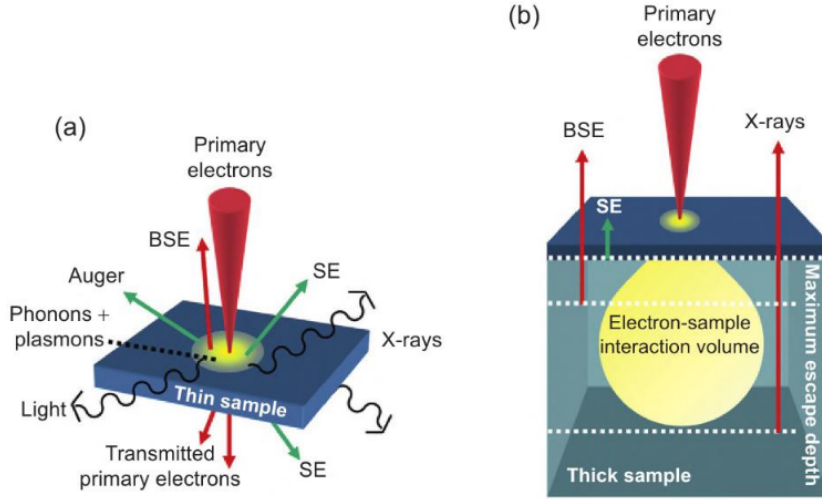 (a)
Primary
electrons
BSE
SE
Auger
Phonons +
plasmons
X-rays
Light
Thin sample
Transmitted
primary electrons
SE
(b)
Primary
electrons
BSE
X-rays
SE
Electron-sample
interaction volume
Maximum escape depth
Thick sample